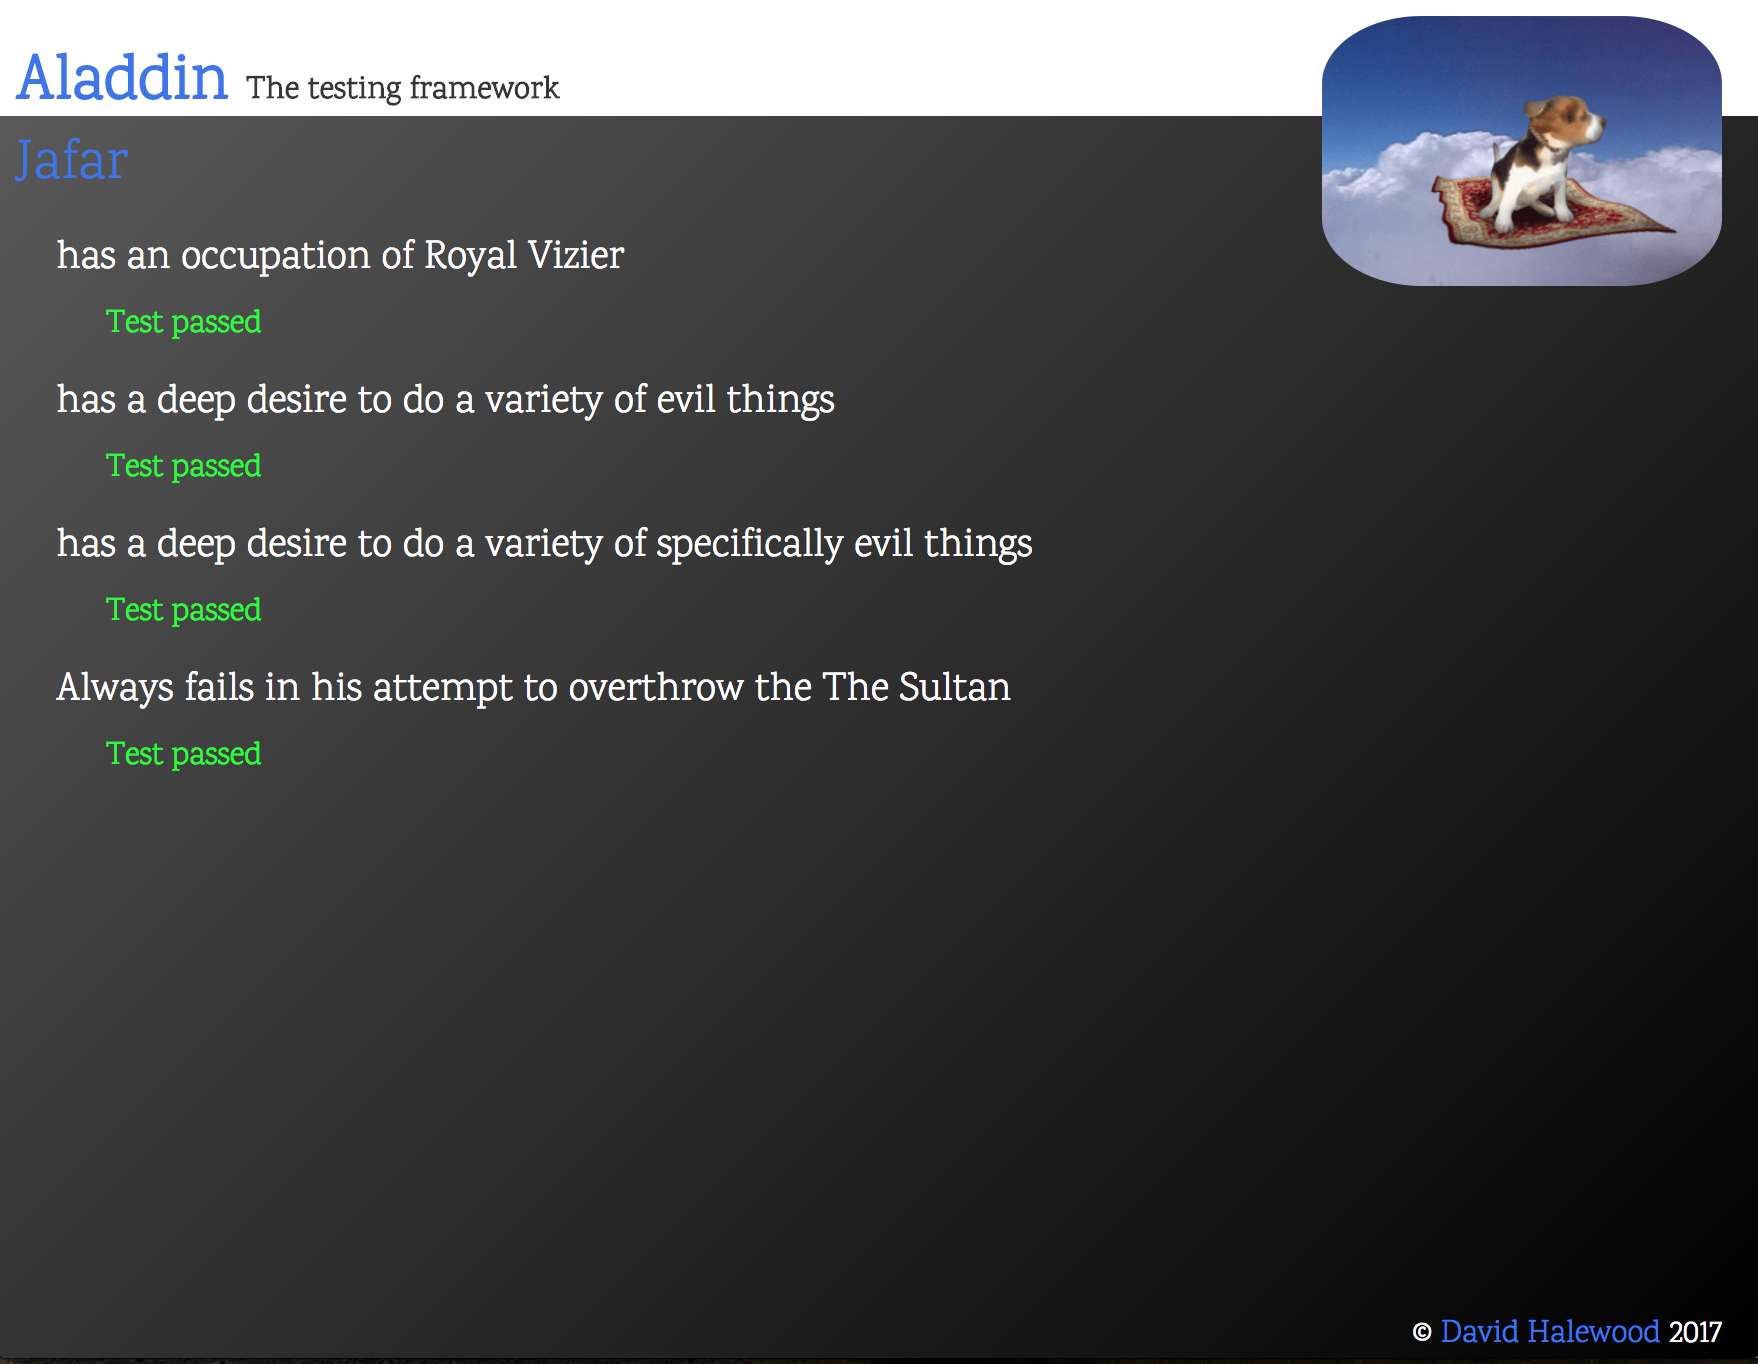 Aladdin The testing framework
Jafar
has an occupation of Royal Vizier
Test passed
has a deep desire to do a variety of evil things
Test passed
has a deep desire to do a variety of specifically evil things
Test passed
Always fails in his attempt to overthrow the The Sultan
Test passed
© David Halewood 2017